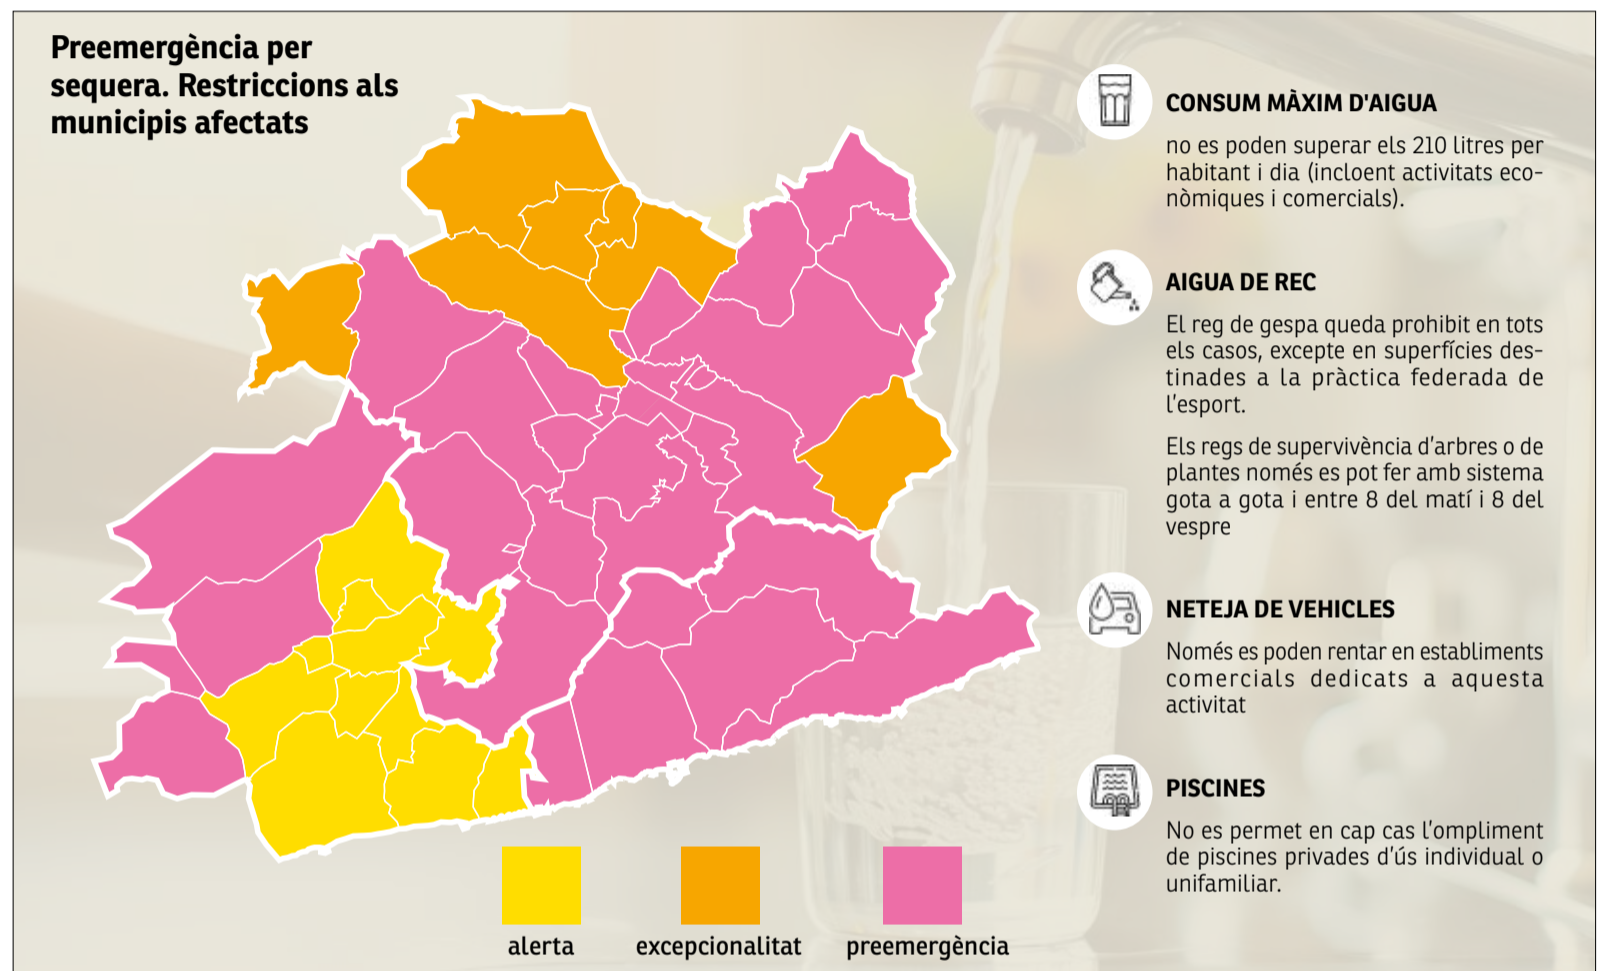 Preemergència per
sequera. Restriccions als
municipis afectats
CONSUM MÀXIM D'AIGUA
no es poden superar els 210 litres per
habitant i dia (incloent activitats eco-
nòmiques i comercials).
AIGUA DE REC
El reg de gespa queda prohibit en tots
els casos, excepte en superfícies des-
tinades a la pràctica federada de
l'esport.
Els regs de supervivència d'arbres o de
plantes només es pot fer amb sistema
gota a gota i entre 8 del matí i 8 del
vespre
NETEJA DE VEHICLES
Només es poden rentar en establiments
comercials dedicats a aquesta
activitat
PISCINES
No es permet en cap cas l'ompliment
de piscines privades d'ús individual o
unifamiliar.
alerta
excepcionalitat
preemergència